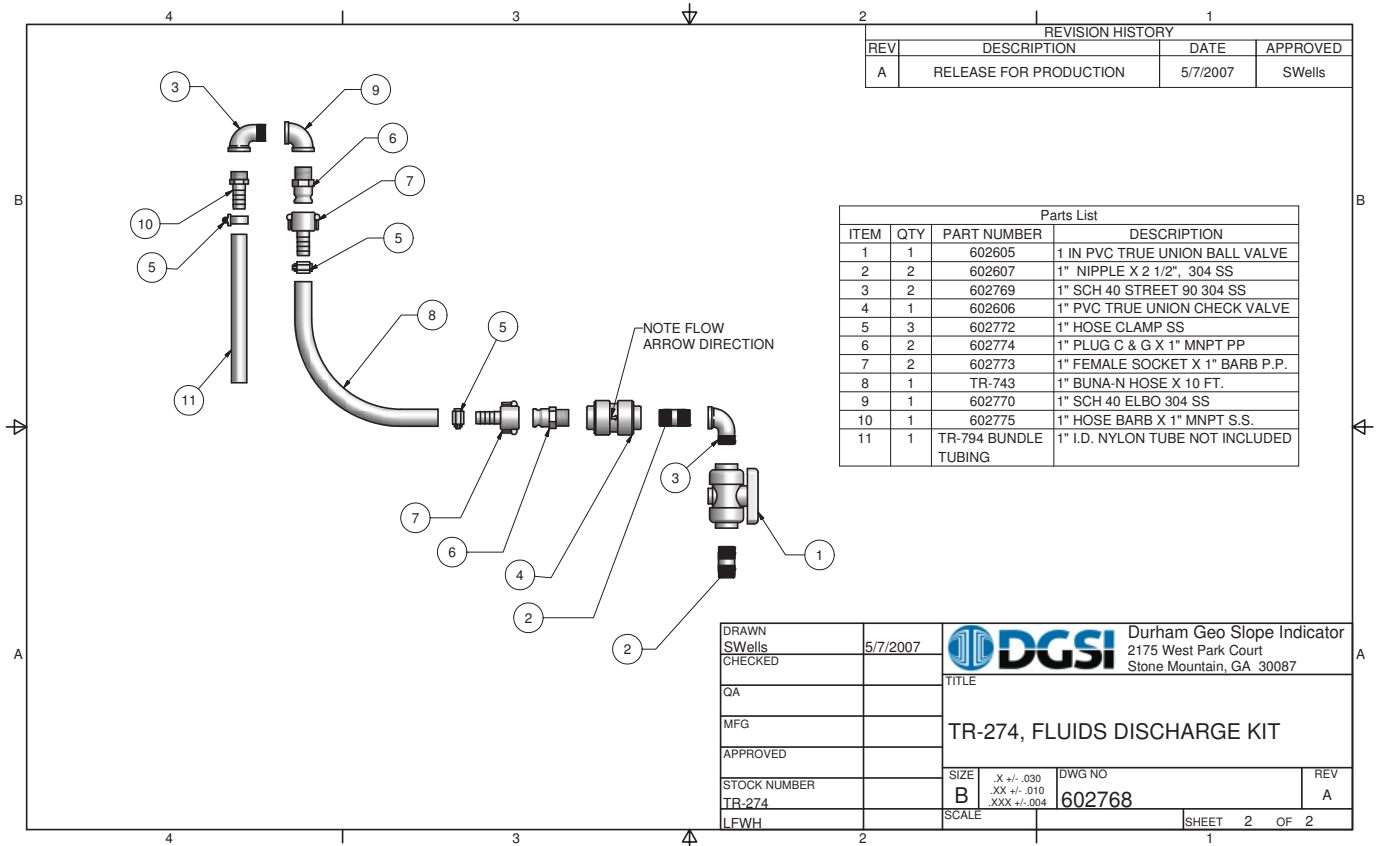 4 3 2 1
REVISION HISTORY
REV DESCRIPTION DATE APPROVED
A RELEASE FOR PRODUCTION 5/7/2007 SWells
3
9
6
7
B
B
10
5
5
8
5
11
NOTE FLOW
ARROW DIRECTION
Parts List
ITEM QTY PART NUMBER DESCRIPTION
1 1 602605 1 IN PVC TRUE UNION BALL VALVE
2 2 602607 1" NIPPLE X 2 1/2", 304 SS
3 2 602769 1" SCH 40 STREET 90 304 SS
4 1 602606 1" PVC TRUE UNION CHECK VALVE
5 3 602772 1" HOSE CLAMP SS
6 2 602774 1" PLUG C & G X 1" MNPT PP
7 2 602773 1" FEMALE SOCKET X 1" BARB P.P.
8 1 TR-743 1" BUNA-N HOSE X 10 FT.
9 1 602770 1" SCH 40 ELBO 304 SS
10 1 602775 1" HOSE BARB X 1" MNPT S.S.
11 1 TR-794 BUNDLE 1" I.D. NYLON TUBE NOT INCLUDED
TUBING
3
7
6
4
2
2
1
A
A
DRAWN
SWells 5/7/2007
CHECKED
QA
MFG
APPROVED
STOCK NUMBER
TR-274
LFWH
DGSI
Durham Geo Slope Indicator
2175 West Park Court
Stone Mountain, GA 30087
TITLE
TR-274, FLUIDS DISCHARGE KIT
SIZE
B
.X +/- .030
.XX +/- .010
.XXX +/-.004
DWG NO
602768
REV
A
SCALE
SHEET 2 OF 2
4 3 2 1